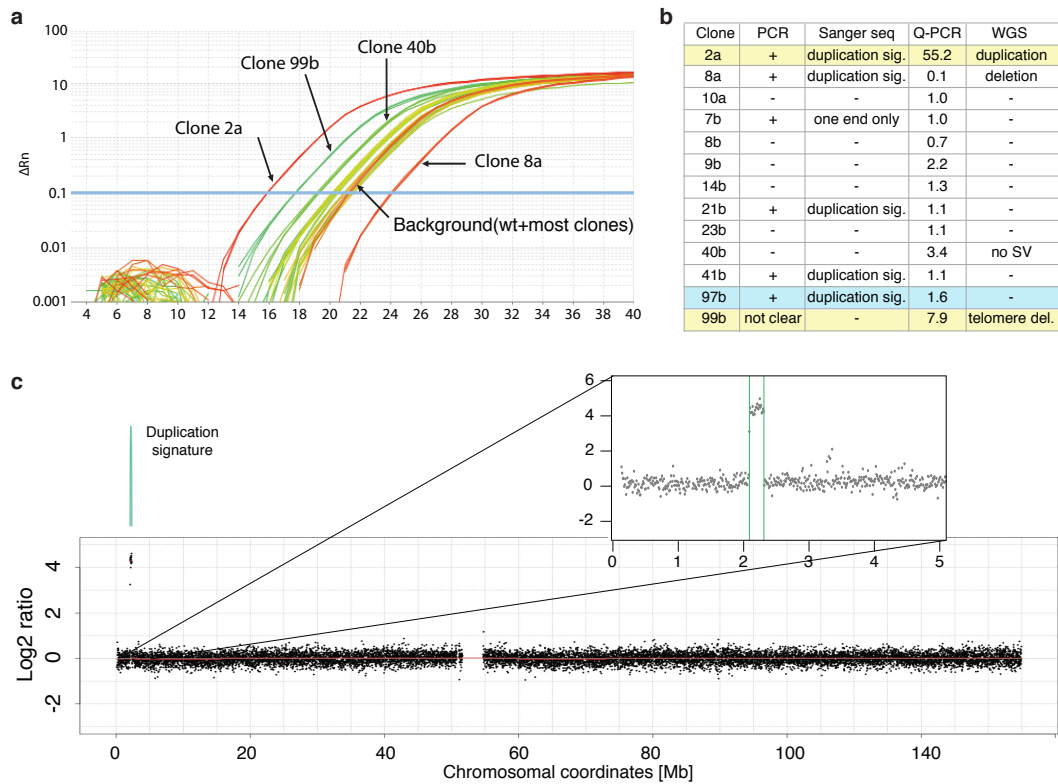 a
100
10
1
0.1
0.01
0.001
ΔRn
4 6 8 10 12 14 16 18 20 22 24 26 28 30 32 34 36 38 40
Clone 40b
Clone 99b
Clone 2a
Clone 8a
Background(wt+most clones)
b
Clone PCR Sanger seq Q-PCR WGS
2a + duplication sig. 55.2 duplication
8a + duplication sig. 0.1 deletion
10a - - 1.0 -
7b + one end only 1.0 -
8b - - 0.7 -
9b - - 2.2 -
14b - - 1.3 -
21b + duplication sig. 1.1 -
23b - - 1.1 -
40b - - 3.4 no SV
41b + duplication sig. 1.1 -
97b + duplication sig. 1.6 -
99b not clear - 7.9 telomere del.
c
Duplication
signature
6
4
2
0
-2
0 1 2 3 4 5
4
2
0
-2
Log2 ratio
0 20 40 60 80 100 120 140
Chromosomal coordinates [Mb]